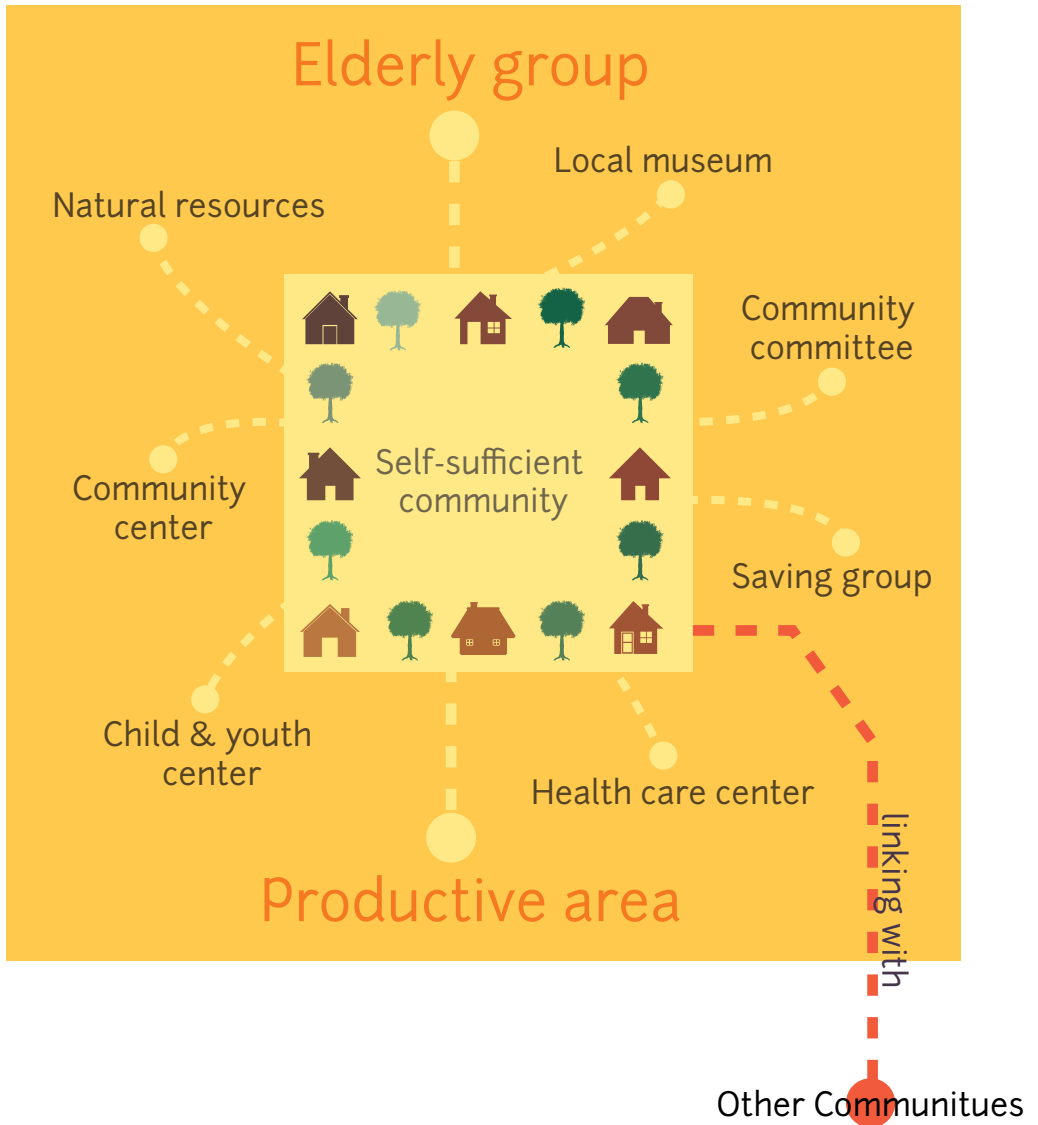 Elderly group
Local museum
Natural resources
Community
committee
Self-sufficient
community
Community
center
Saving group
Child & youth
center
Health care center
linking with
Productive area
Other Communitues